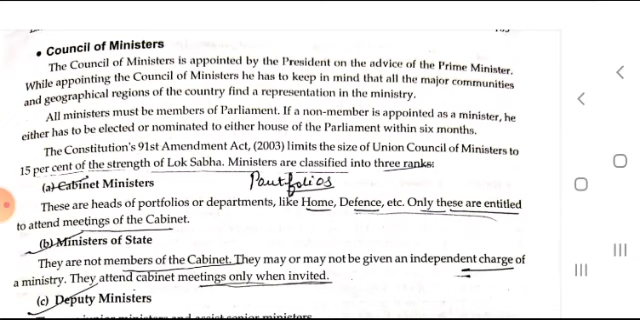 • Council of Ministers
The Council of Ministers is appointed by the President on the advice of the Prime Minister.
While appointing the Council of Ministers he has to keep in mind that all the major communities
and geographical regions of the country find a representation in the ministry.
All ministers must be members of Parliament. If a non-member is appointed as a minister, he
either has to be elected or nominated to either house of the Parliament within six months.
The Constitution's 91st Amendment Act, (2003) limits the size of Union Council of Ministers to
15 per cent of the strength of Lok Sabha. Ministers are classified into three ranks:
(a) Cabinet Ministers
Poutfolios
These are heads of portfolios or departments, like Home, Defence, etc. Only these are entitled
to attend meetings of the Cabinet.
(b) Ministers of State
They are not members of the Cabinet. They may or may not be given an independent charge of
a ministry. They attend cabinet meetings only when invited.
(c) Deputy Ministers